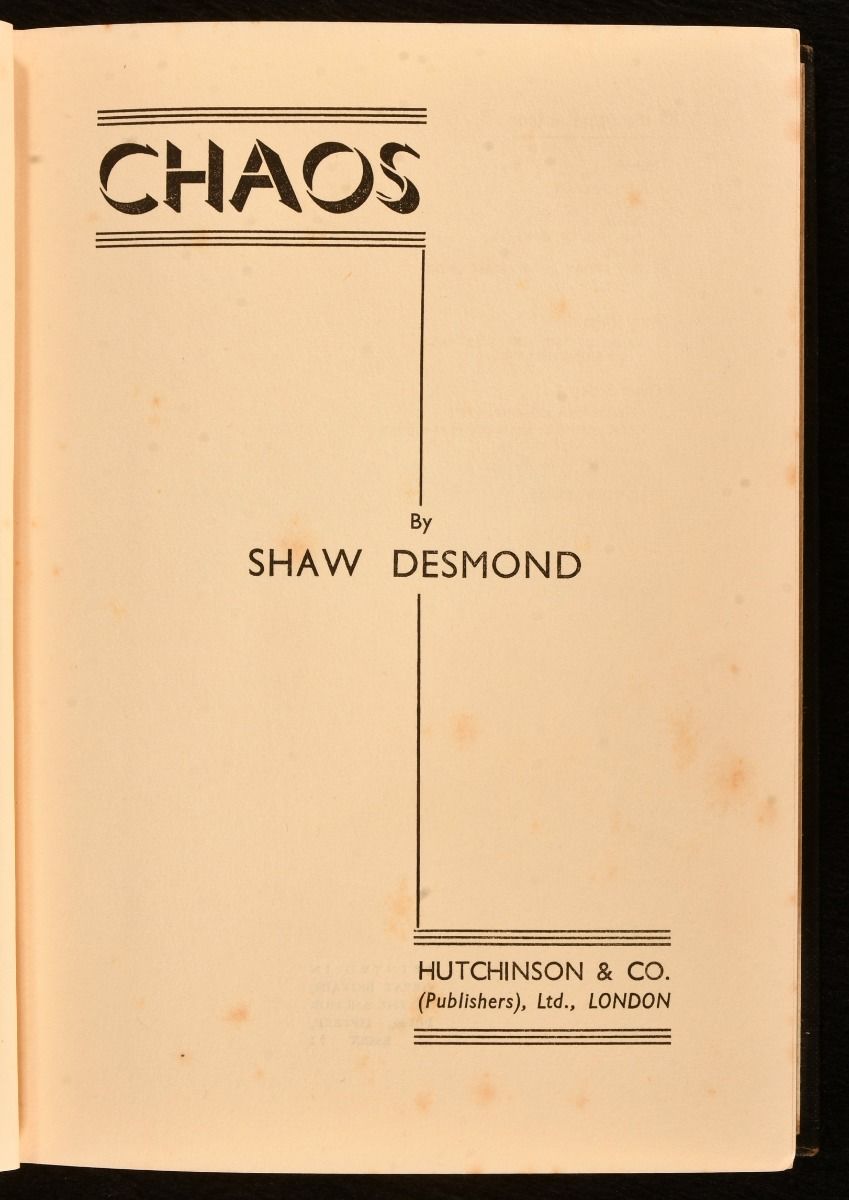 CHAOS
By
SHAW DESMOND
HUTCHINSON & CO.
(Publishers), Ltd., LONDON